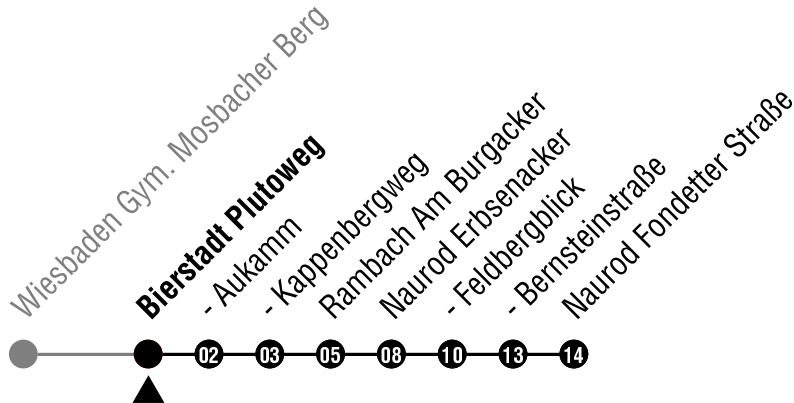 Wiesbaden Gym. Mosbacher Berg
Bierstadt Plutoweg
- Aukamm
- Kappenbergweg
Rambach Am Burgacker
Naurod Erbsenacker
- Feldbergblick
- Bernsteinstraße
Naurod Fondetter Straße
02 03 05 08 10 13 14